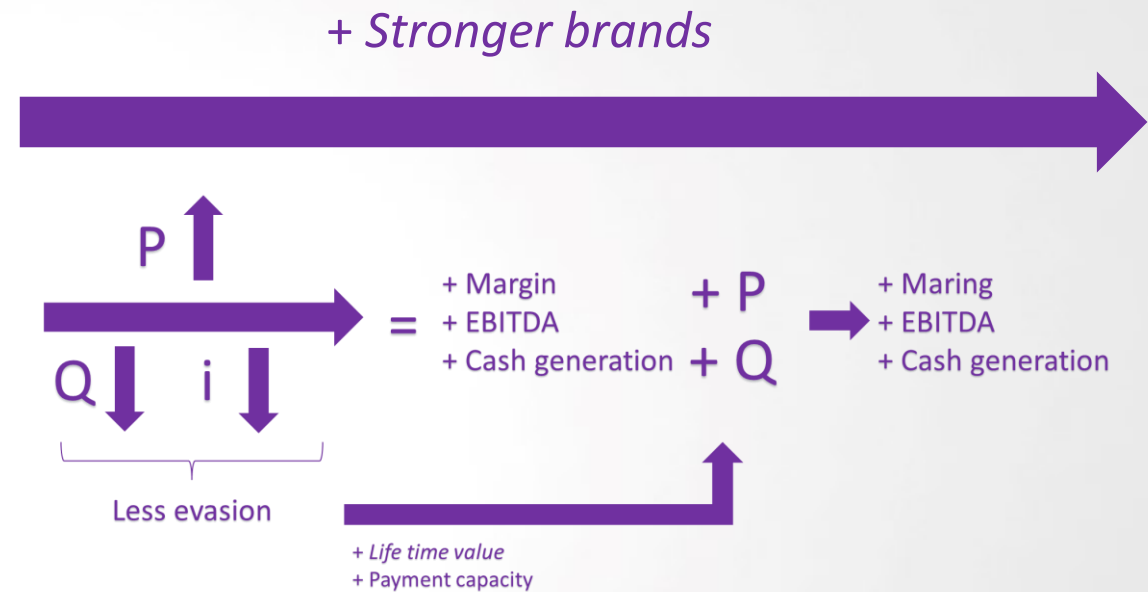 + Stronger brands
P
Q i
Less evasion
=
+ Margin
+ EBITDA
+ Cash generation
+ P
+ Q
+ Maring
+ EBITDA
+ Cash generation
+ Life time value
+ Payment capacity